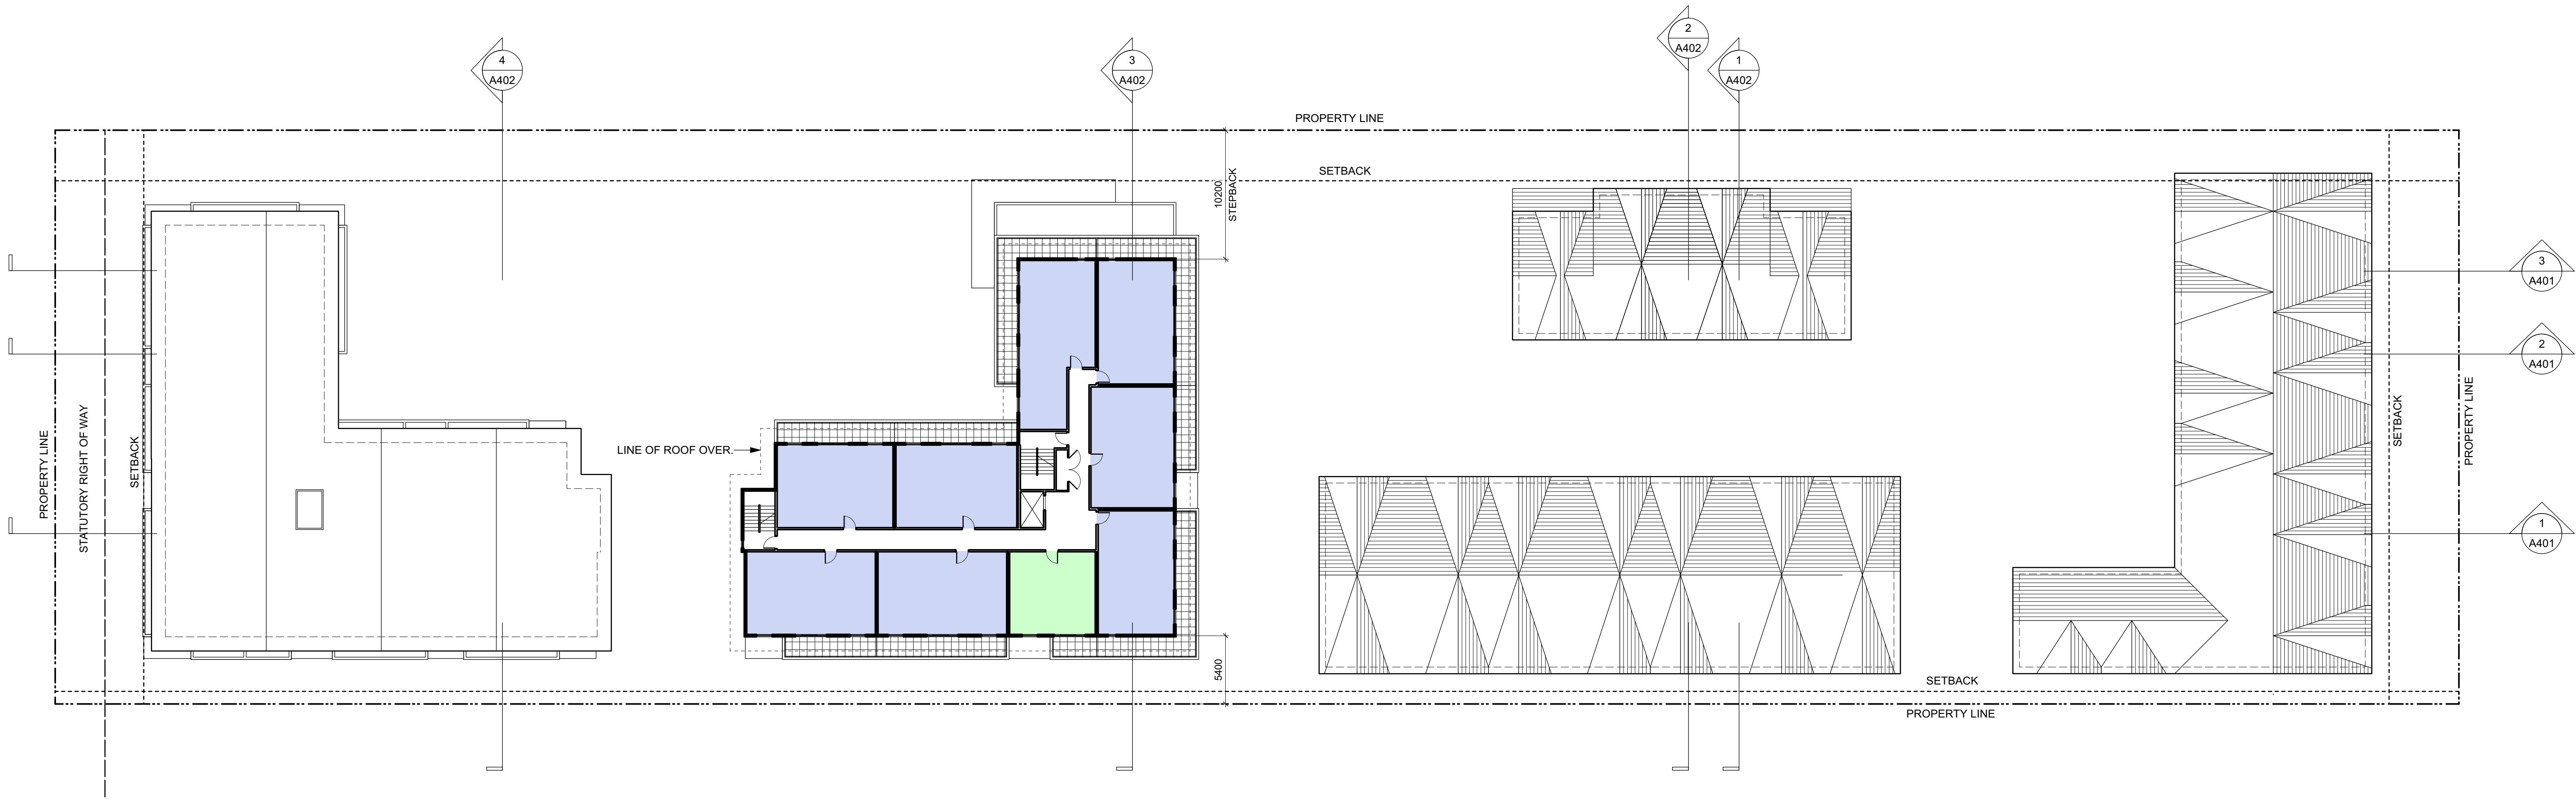 2
A402
4
A402
3
A402
1
A402
PROPERTY LINE
SETBACK
10200
STEPBACK
3
A401
2
A401
1
A401
PROPERTY LINE
STATUTORY RIGHT OF WAY
SETBACK
LINE OF ROOF OVER.
SETBACK
PROPERTY LINE
5400
SETBACK
PROPERTY LINE